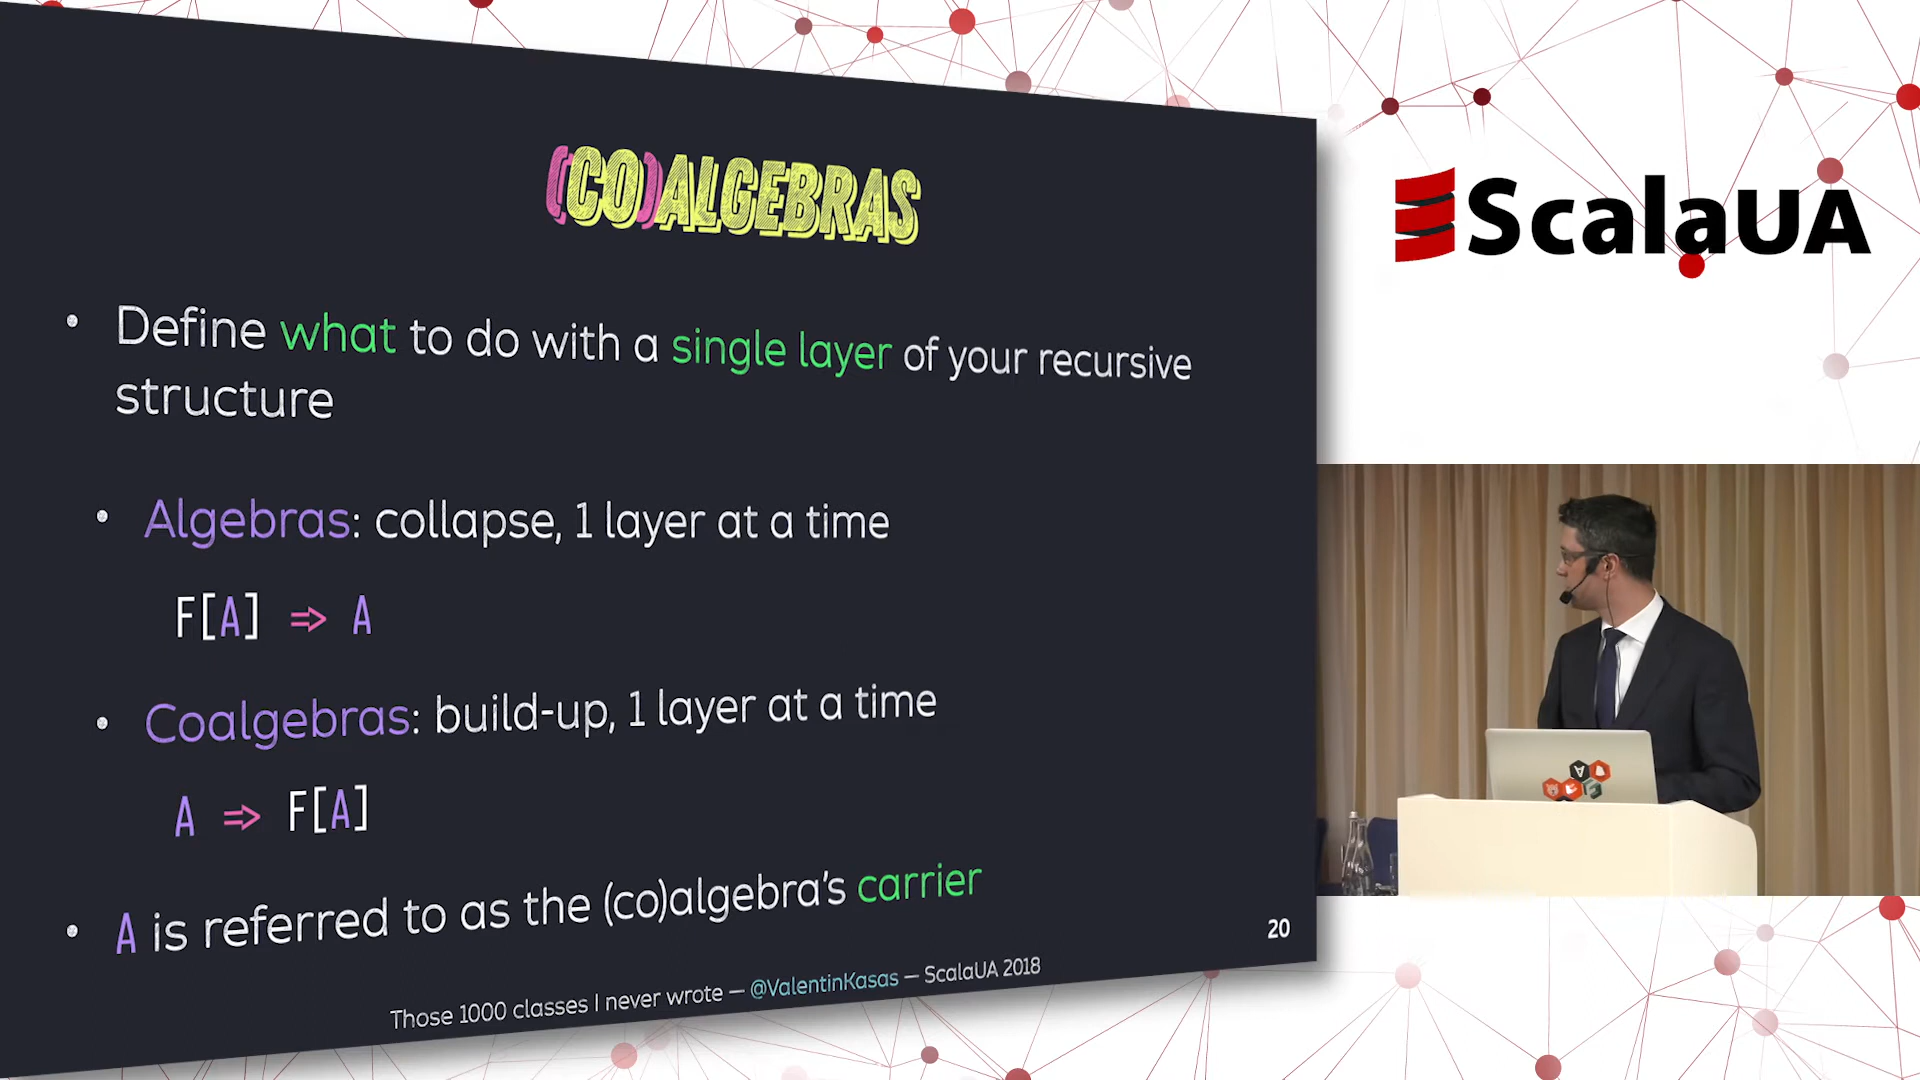 (CO)ALGEBRAS
• Define what to do with a single layer of your recursive
structure
• Algebras: collapse, 1 layer at a time
F[A] ⇒ A
• Coalgebras: build-up, 1 layer at a time
A ⇒ F[A]
• A is referred to as the (co)algebra's carrier
20
Those 1000 classes I never wrote — @ValentinKasas — ScalaUA 2018
ScalaUA